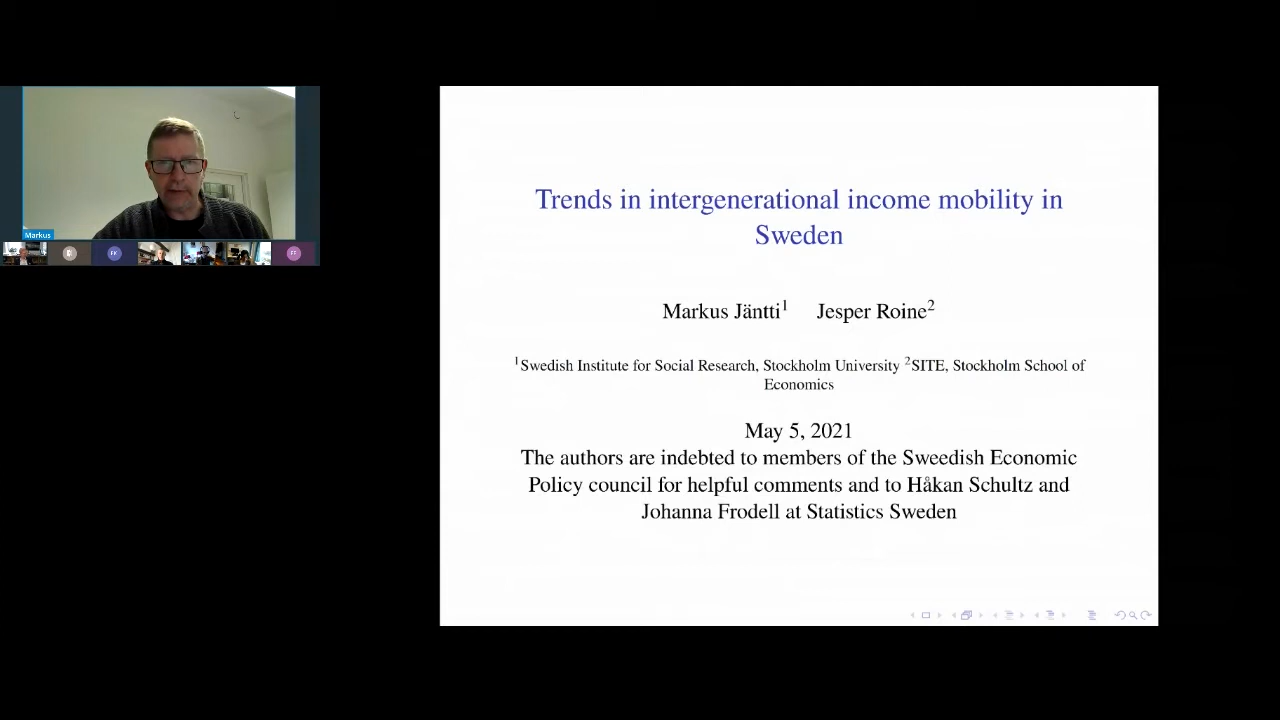 Markus
FK
FF
Trends in intergenerational income mobility in
Sweden
Markus Jäntti¹ Jesper Roine²
¹Swedish Institute for Social Research, Stockholm University ²SITE, Stockholm School of
Economics
May 5, 2021
The authors are indebted to members of the Sweedish Economic
Policy council for helpful comments and to Håkan Schultz and
Johanna Frodell at Statistics Sweden